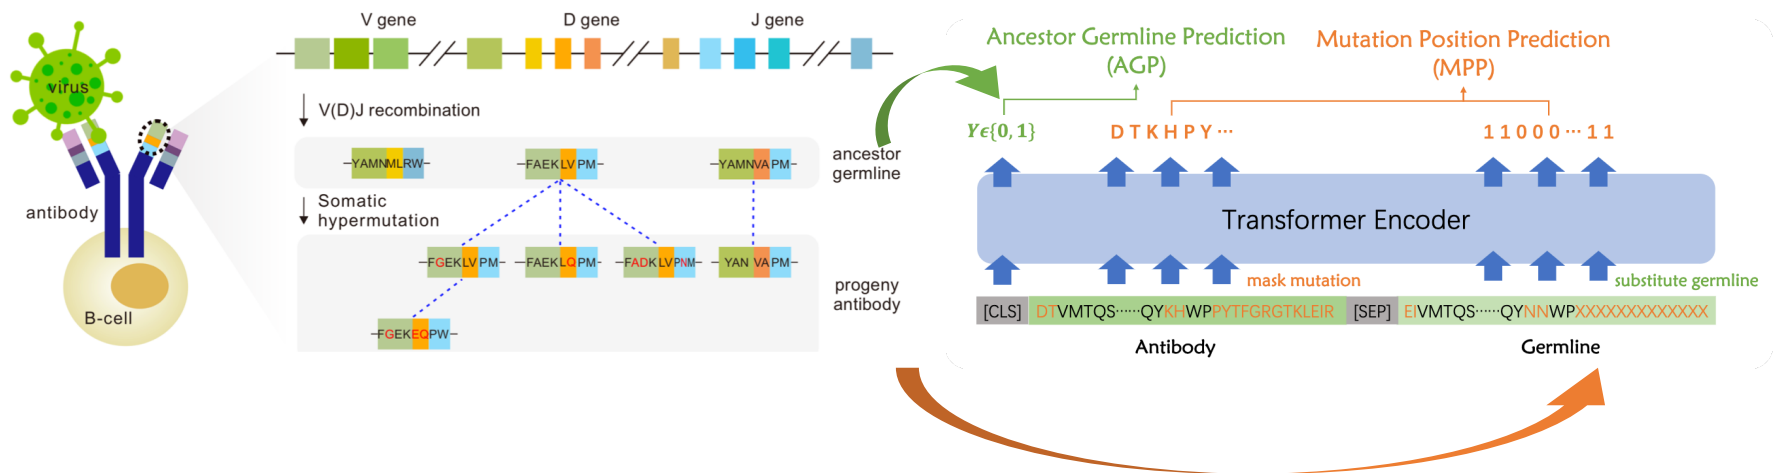 V gene
D gene
J gene
virus
V(D)J recombination
YAMNMLRW
FAEKLVPM
YAMNVAPM
ancestor
germline
antibody
Somatic
hypermutation
FGEKLVPM
FAEKLQPM
FADKLVPNM
YAN VAPM
progeny
antibody
B-cell
FGEKEQPW
Ancestor Germline Prediction
(AGP)
Mutation Position Prediction
(MPP)
Yϵ{0,1}
D T K H P Y ···
1 1 0 0 0 ··· 1 1
Transformer Encoder
mask mutation
substitute germline
[CLS] DTVMTQS······QYKHWPPYTFGRGTKLEIR [SEP] EIVMTQS······QYNNWPXXXXXXXXXXXXX
Antibody
Germline